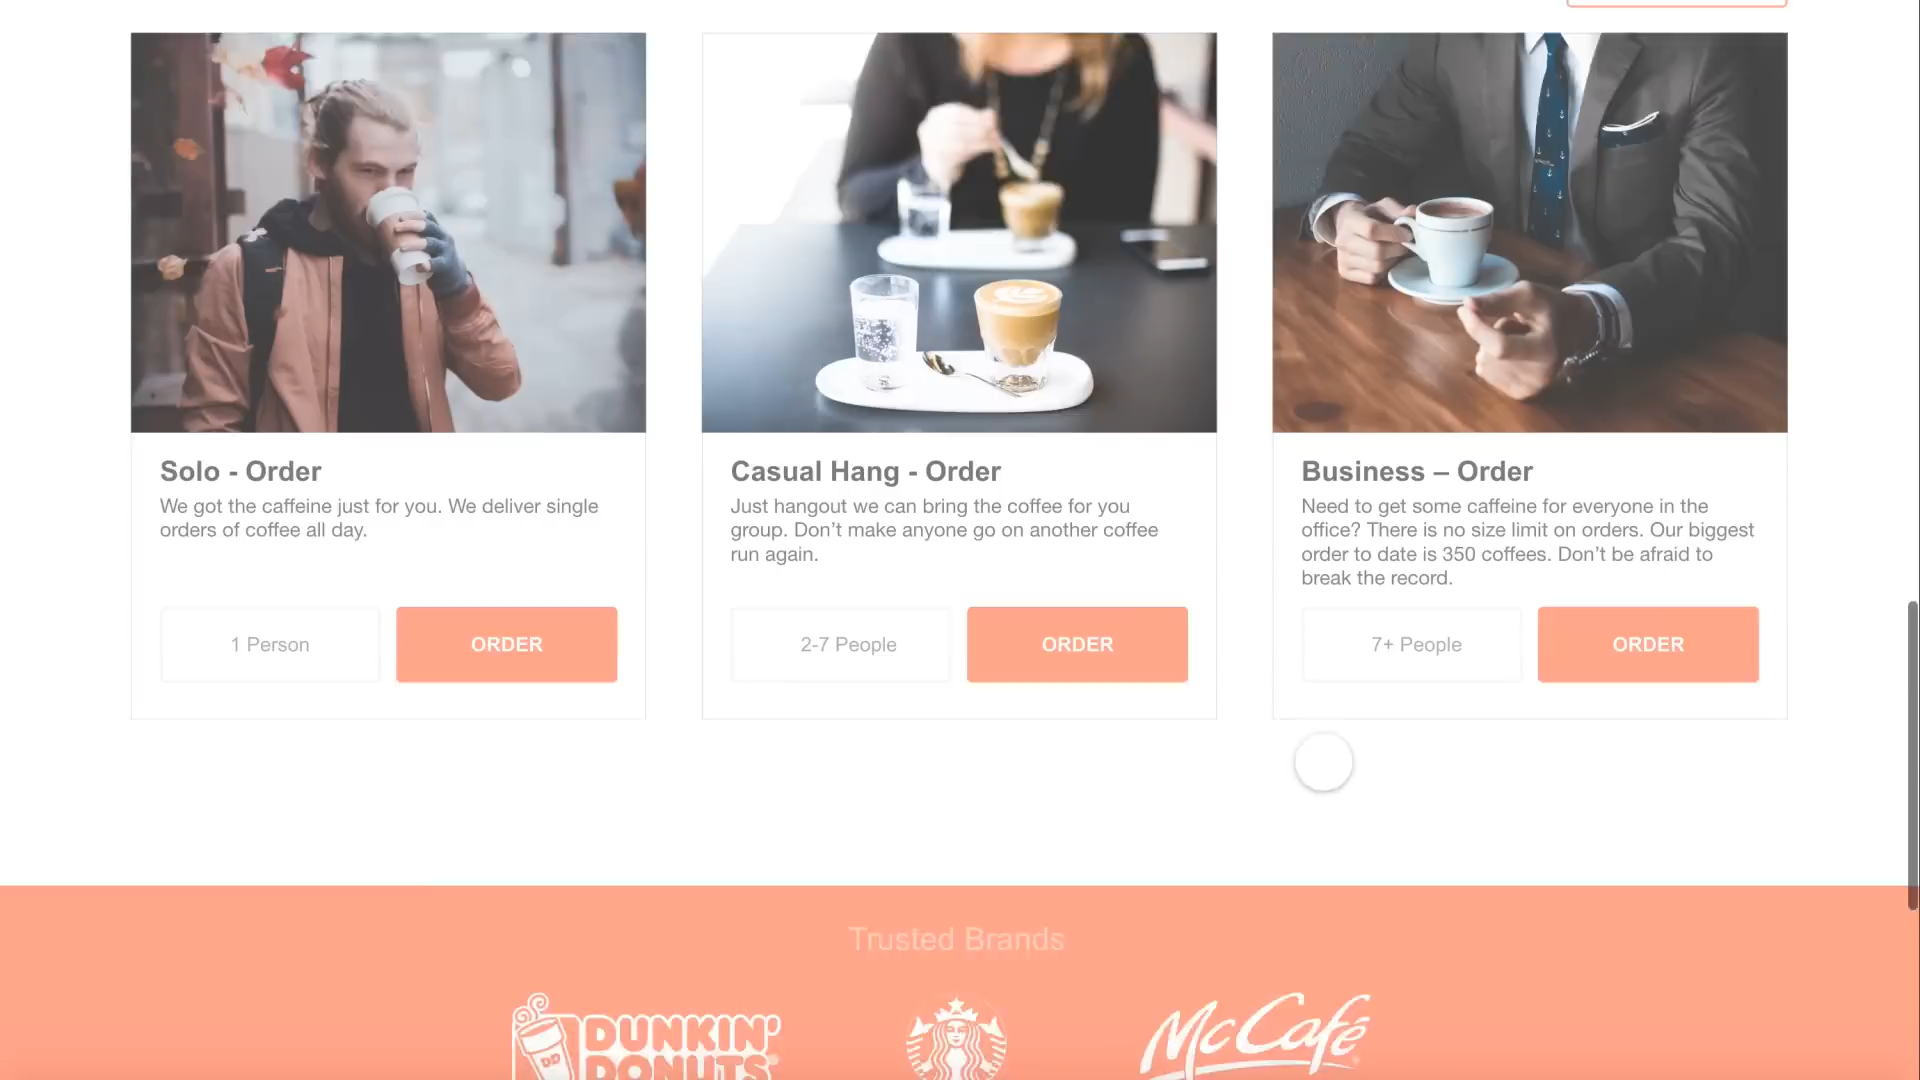 Solo - Order
We got the caffeine just for you. We deliver single
orders of coffee all day.
1 Person
ORDER
Casual Hang - Order
Just hangout we can bring the coffee for you
group. Don’t make anyone go on another coffee
run again.
2-7 People
ORDER
Business – Order
Need to get some caffeine for everyone in the
office? There is no size limit on orders. Our biggest
order to date is 350 coffees. Don’t be afraid to
break the record.
7+ People
ORDER
Trusted Brands
DD
DUNKIN'
DONUTS
McCafé